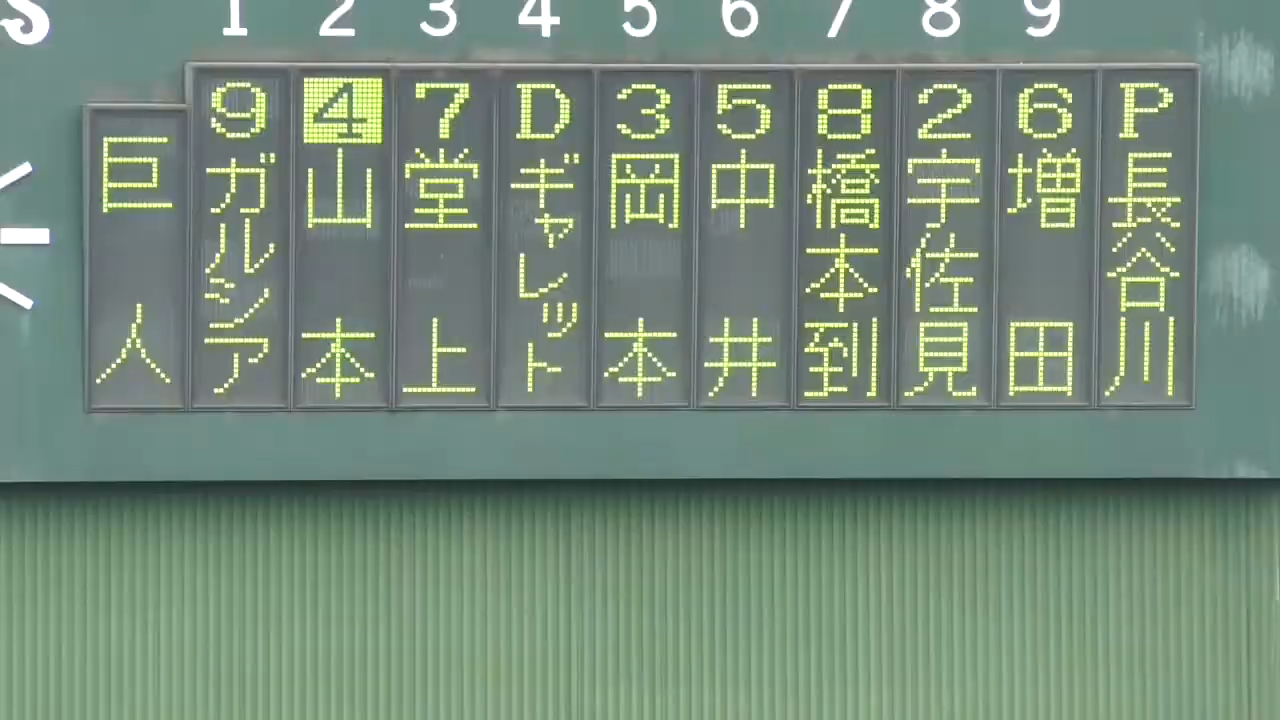 S 1 2 3 4 5 6 7 8 9
巨人
9 ガルシア
4 山本
7 堂上
D ギャレット
3 岡本
5 中井
8 橋本到
2 宇佐見
6 増田
P 長谷川